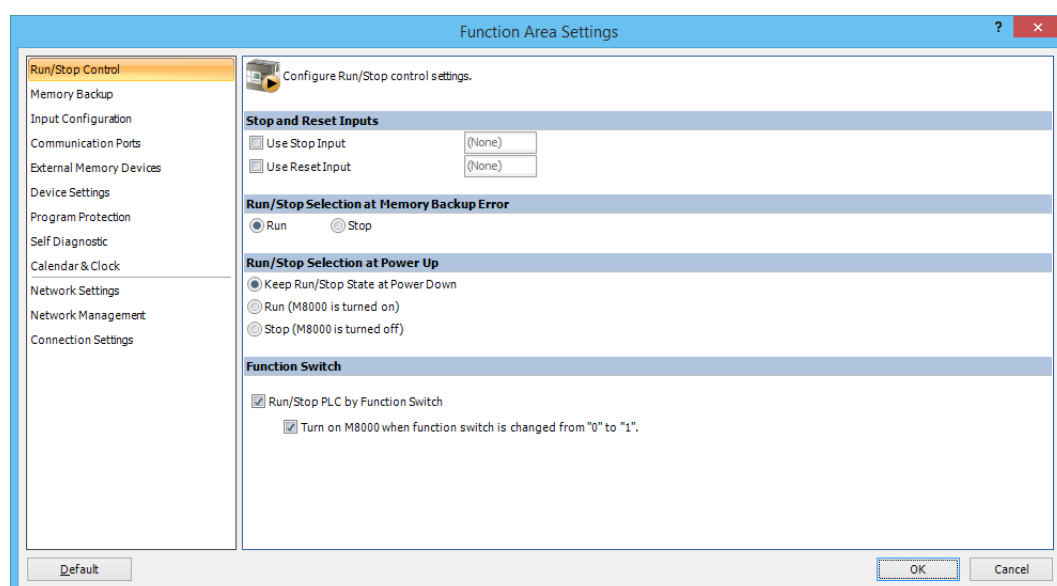 Function Area Settings
?
Run/Stop Control
Memory Backup
Input Configuration
Communication Ports
External Memory Devices
Device Settings
Program Protection
Self Diagnostic
Calendar & Clock
Network Settings
Network Management
Connection Settings
Configure Run/Stop control settings.
Stop and Reset Inputs
Use Stop Input (None)
Use Reset Input (None)
Run/Stop Selection at Memory Backup Error
Run Stop
Run/Stop Selection at Power Up
Keep Run/Stop State at Power Down
Run (M8000 is turned on)
Stop (M8000 is turned off)
Function Switch
Run/Stop PLC by Function Switch
Turn on M8000 when function switch is changed from "0" to "1".
Default OK Cancel